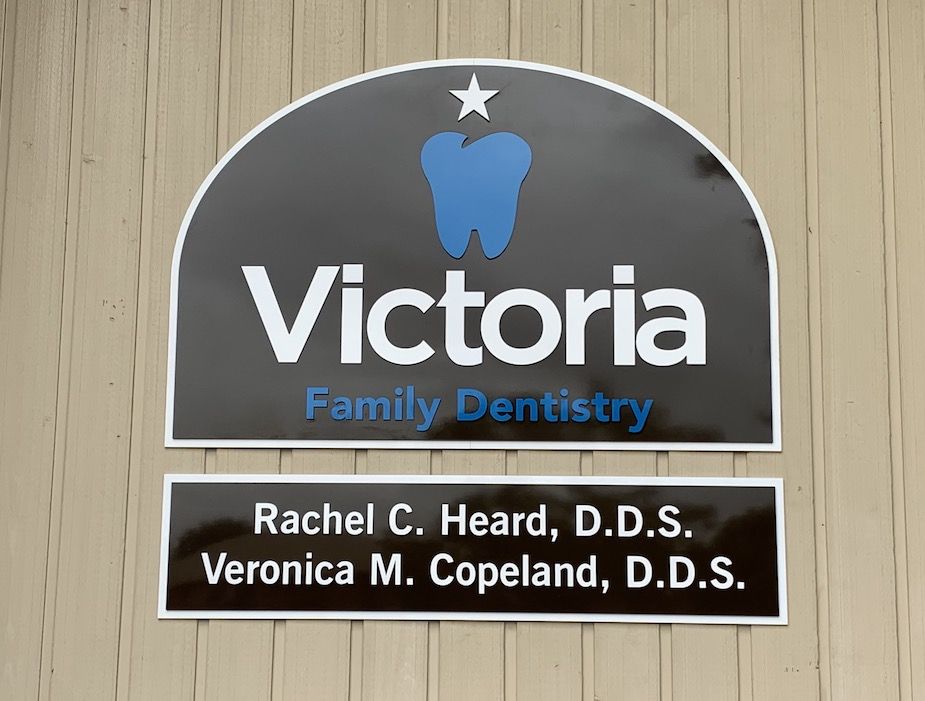 Victoria
Family Dentistry
Rachel C. Heard, D.D.S.
Veronica M. Copeland, D.D.S.